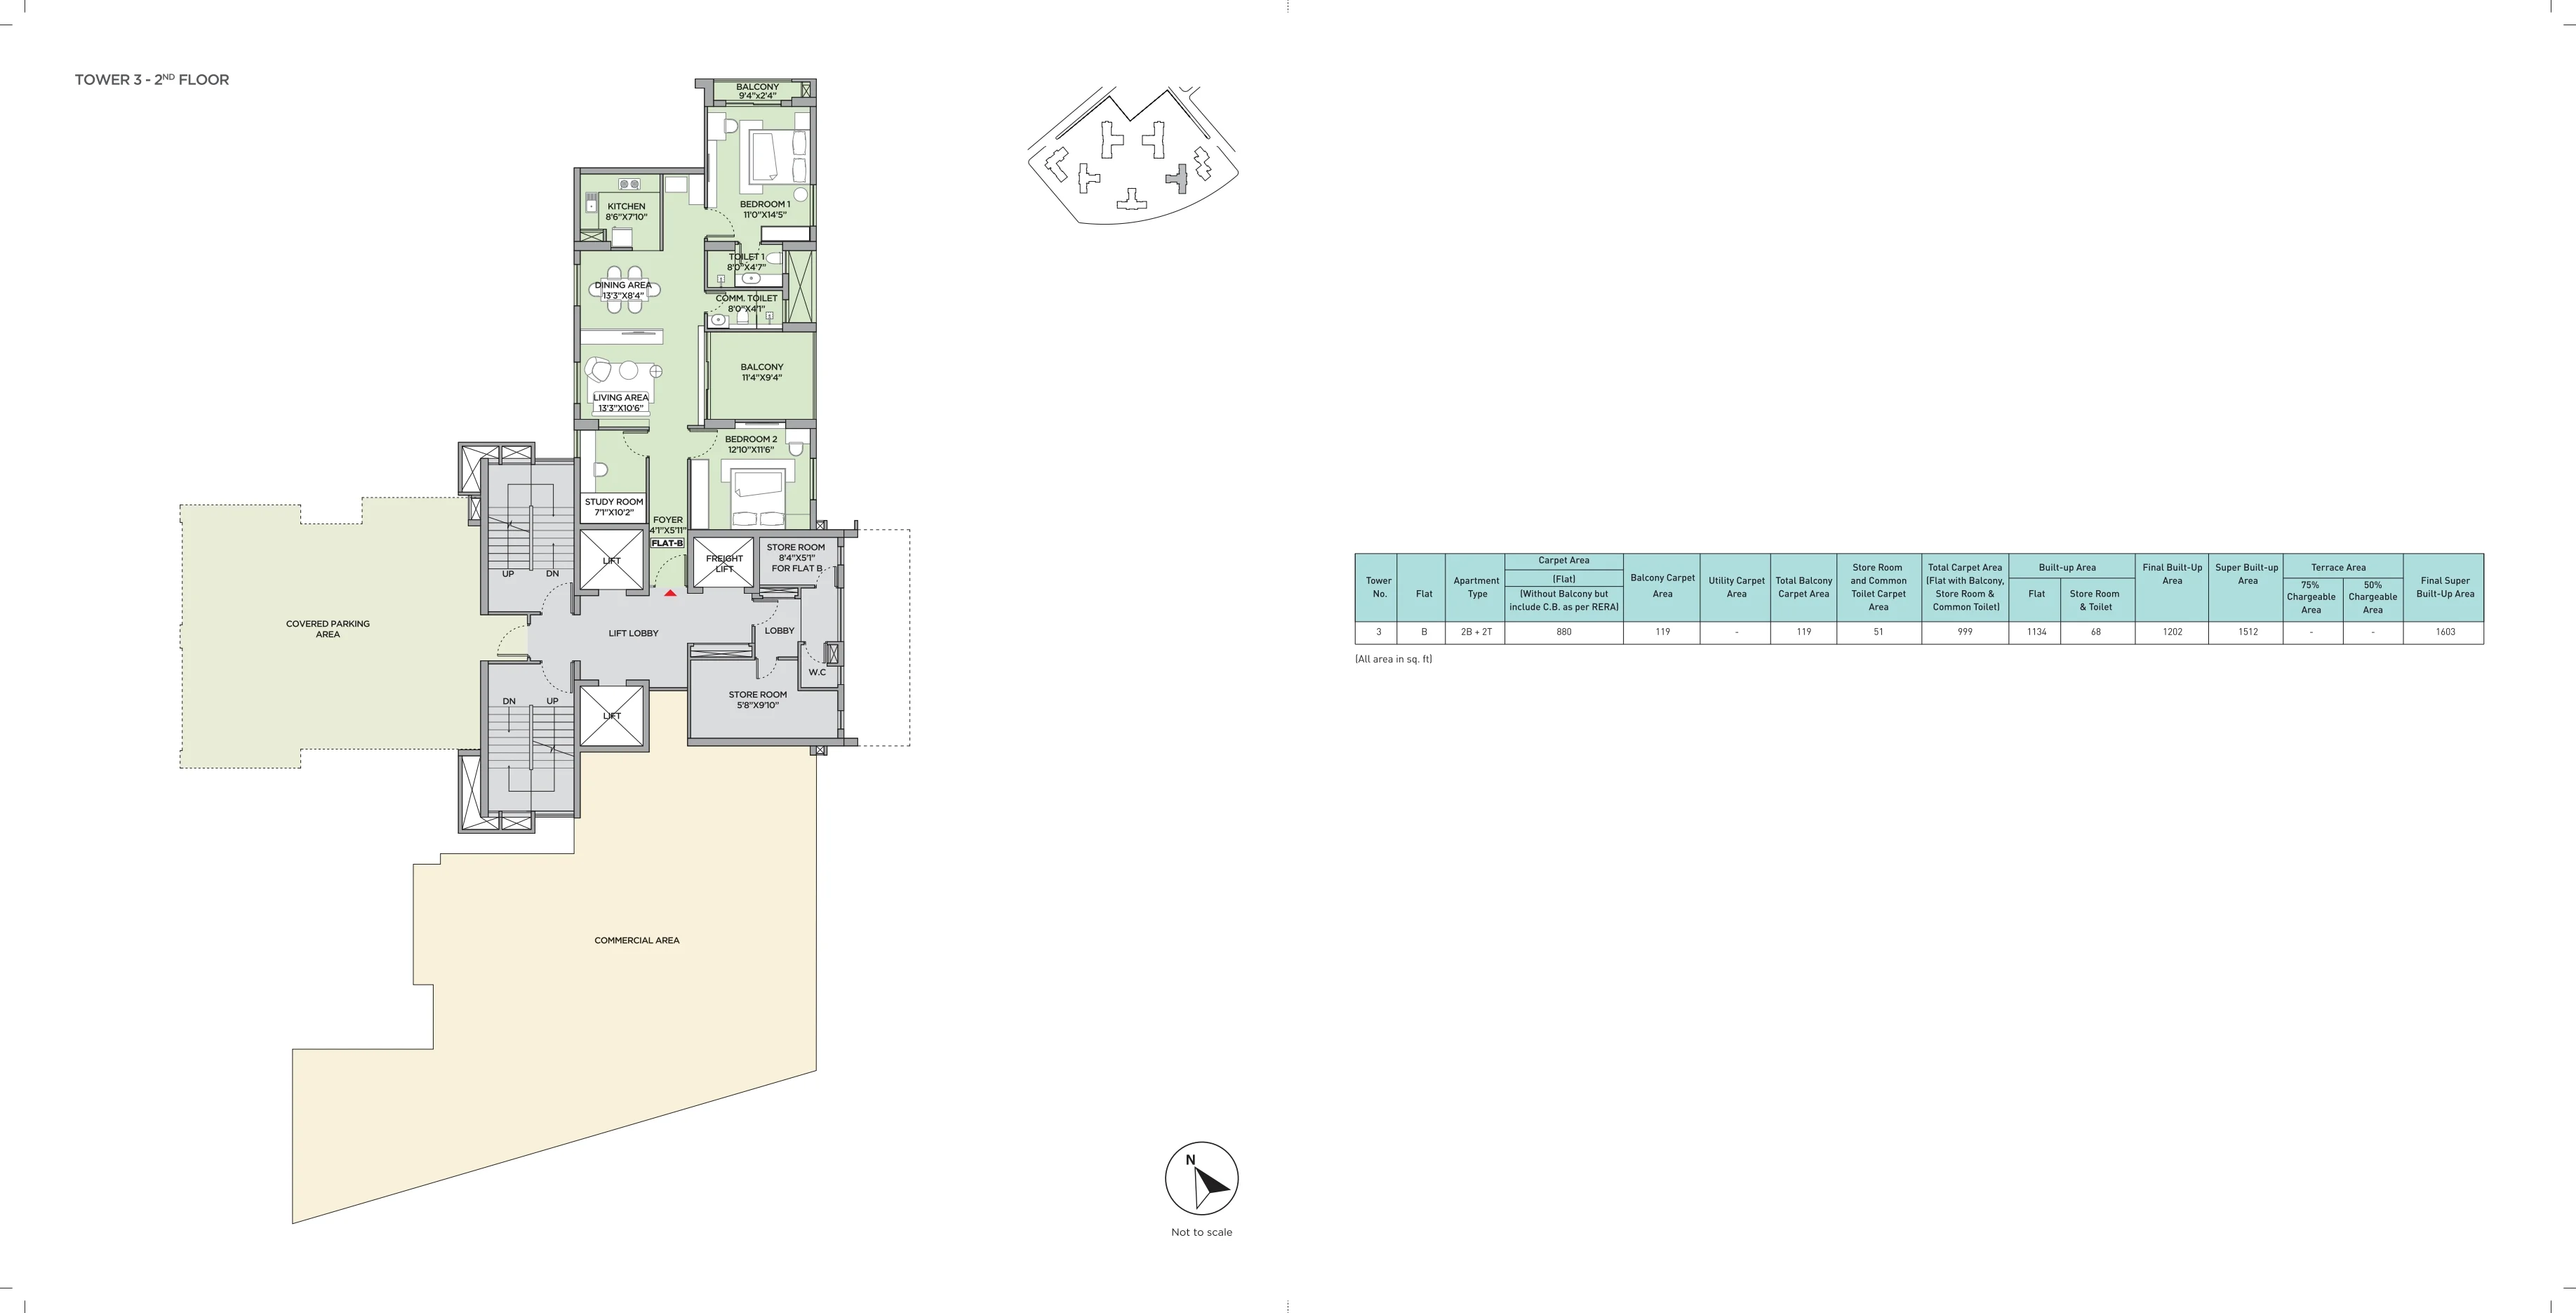 TOWER 3 - 2ND FLOOR
BALCONY
9'4"x2'4"
BEDROOM 1
11'0"X14'5"
KITCHEN
8'6"X7'10"
TOILET 1
8'0"X4'7"
DINING AREA
13'3"X8'4"
COMM. TOILET
8'0"X4'1"
BALCONY
11'4"X9'4"
LIVING AREA
13'3"X10'6"
BEDROOM 2
12'10"X11'6"
STUDY ROOM
7'1"X10'2"
FOYER
4'1"X5'11"
FLAT-B
LIFT
FREIGHT
LIFT
STORE ROOM
8'4"X5'1"
FOR FLAT B
UP
DN
COVERED PARKING
AREA
LIFT LOBBY
LOBBY
W.C
STORE ROOM
5'8"X9'10"
DN
UP
LIFT
COMMERCIAL AREA
N
Not to scale
Tower
No.
Flat
Apartment
Type
Carpet Area
(Flat)
(Without Balcony but
include C.B. as per RERA)
Balcony Carpet
Area
Utility Carpet
Area
Total Balcony
Carpet Area
Store Room
and Common
Toilet Carpet
Area
Total Carpet Area
(Flat with Balcony,
Store Room &
Common Toilet)
Built-up Area
Flat
Store Room
& Toilet
Final Built-Up
Area
Super Built-up
Area
Terrace Area
75%
Chargeable
Area
50%
Chargeable
Area
Final Super
Built-Up Area
3 B 2B + 2T 880 119 - 119 51 999 1134 68 1202 1512 - - 1603
(All area in sq. ft)